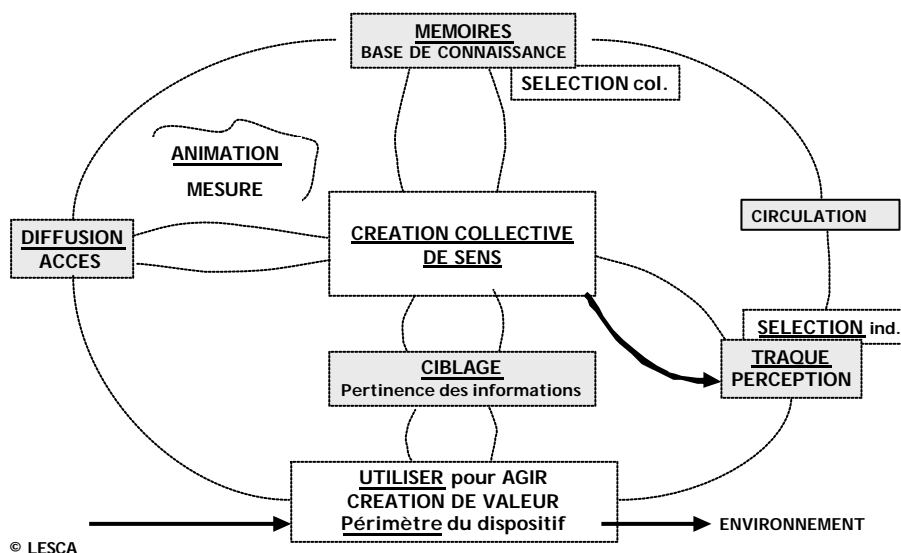 MEMOIRES
BASE DE CONNAISSANCE
SELECTION col.
ANIMATION
MESURE
CIRCULATION
DIFFUSION
ACCES
CREATION COLLECTIVE
DE SENS
SELECTION ind.
TRAQUE
PERCEPTION
CIBLAGE
Pertinence des informations
UTILISER pour AGIR
CREATION DE VALEUR
Périmètre du dispositif
ENVIRONNEMENT
© LESCA